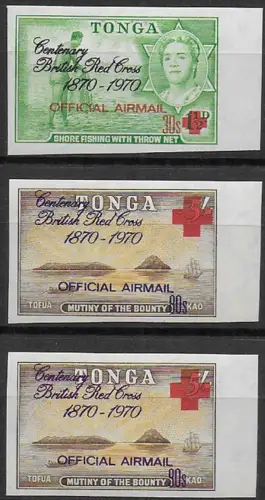 TONGA
Centenary
British Red Cross
1870-1970
OFFICIAL AIRMAIL
30s
D
SHORE FISHING WITH THROW NET
Centenary TONGA 5/-
British Red Cross
1870-1970
OFFICIAL AIRMAIL
TOFUA MUTINY OF THE BOUNTY 90s KAO
Centenary TONGA 5/-
British Red Cross
1870-1970
OFFICIAL AIRMAIL
TOFUA MUTINY OF THE BOUNTY 90s KAO